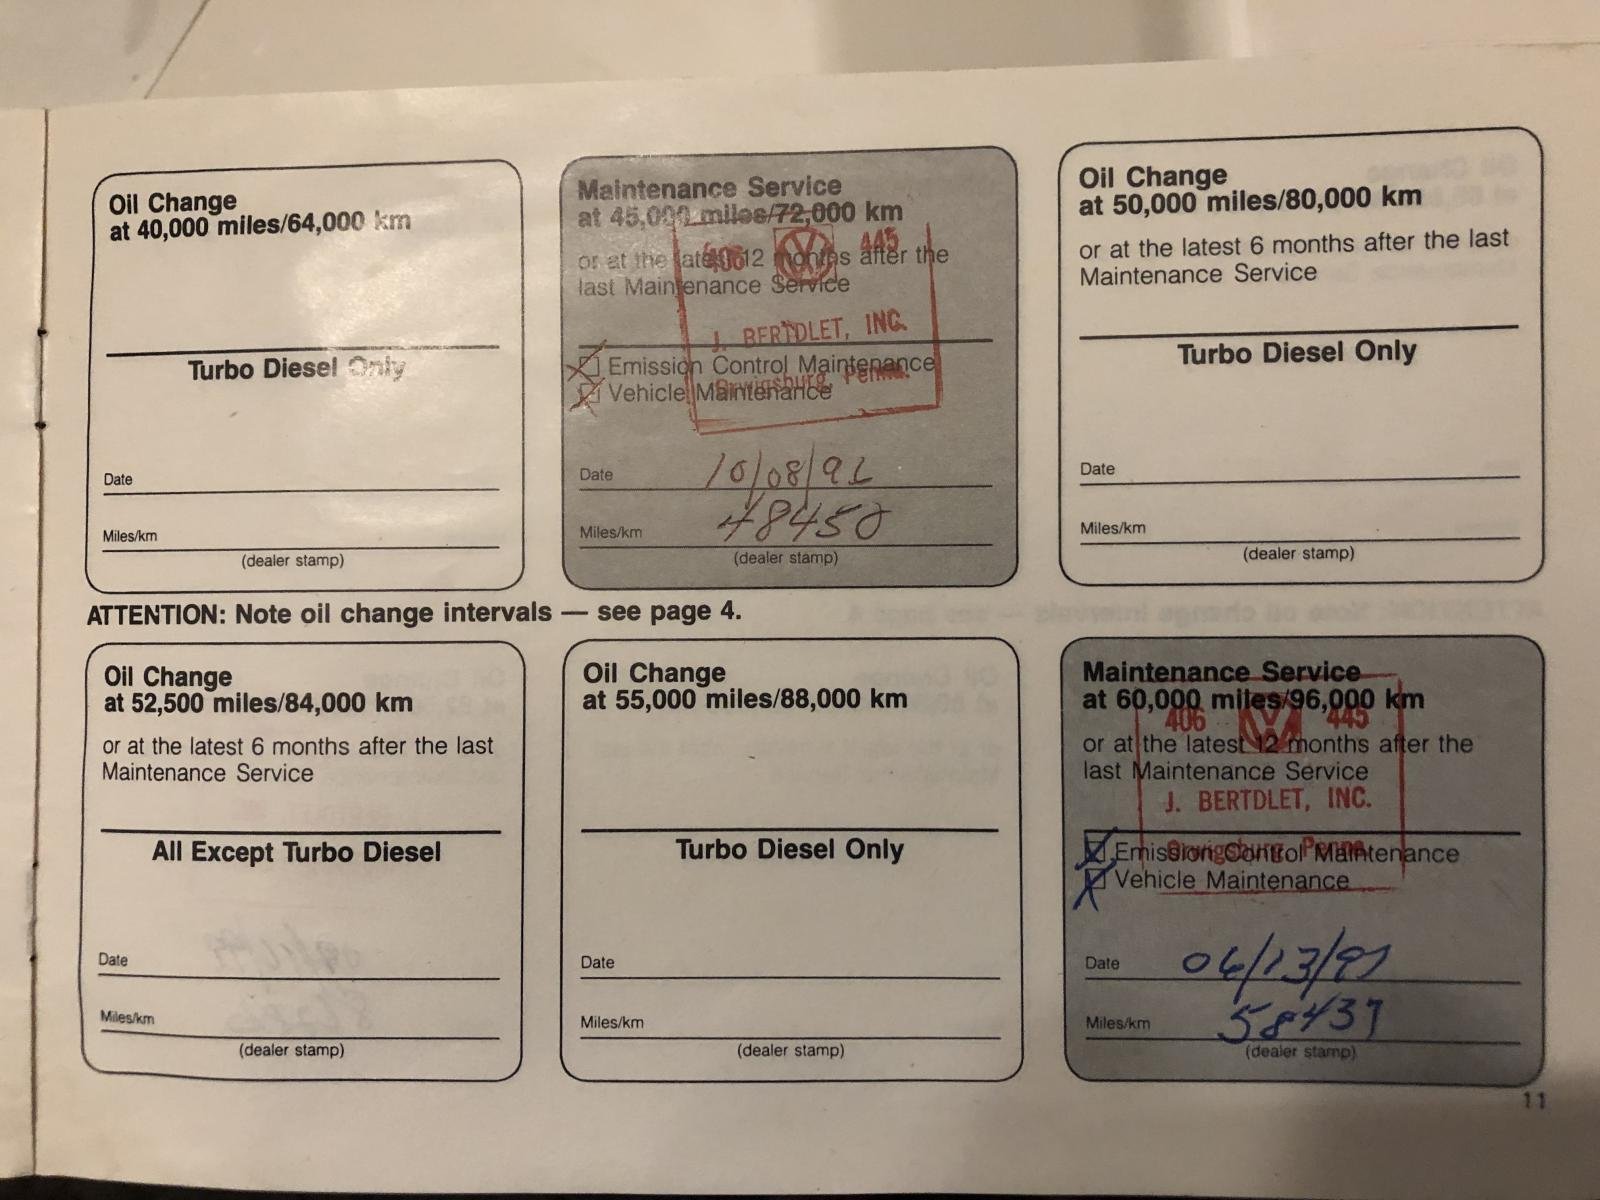 Oil Change
at 40,000 miles/64,000 km
Turbo Diesel Only
Date
Miles/km
(dealer stamp)
Maintenance Service
at 45,000 miles/72,000 km
or at the latest 12 months after the
last Maintenance Service
406 445
J. BERTDLET, INC.
Orwigsburg, Penna.
Emission Control Maintenance
Vehicle Maintenance
Date 10/08/91
Miles/km 48450
(dealer stamp)
Oil Change
at 50,000 miles/80,000 km
or at the latest 6 months after the last
Maintenance Service
Turbo Diesel Only
Date
Miles/km
(dealer stamp)
ATTENTION: Note oil change intervals — see page 4.
Oil Change
at 52,500 miles/84,000 km
or at the latest 6 months after the last
Maintenance Service
All Except Turbo Diesel
Date
Miles/km
(dealer stamp)
Oil Change
at 55,000 miles/88,000 km
Turbo Diesel Only
Date
Miles/km
(dealer stamp)
Maintenance Service
at 60,000 miles/96,000 km
406 445
or at the latest 12 months after the
last Maintenance Service
J. BERTDLET, INC.
Orwigsburg, Penna.
Emission Control Maintenance
Vehicle Maintenance
Date
Miles/km 58437
(dealer stamp)
11